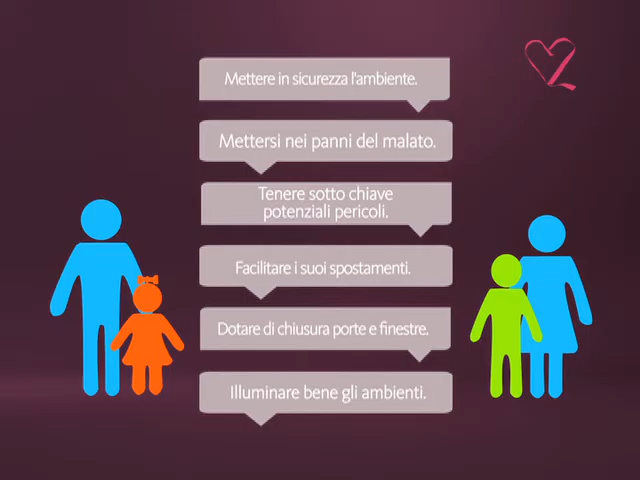 Mettere in sicurezza l'ambiente.
Mettersi nei panni del malato.
Tenere sotto chiave
potenziali pericoli.
Facilitare i suoi spostamenti.
Dotare di chiusura porte e finestre.
Illuminare bene gli ambienti.